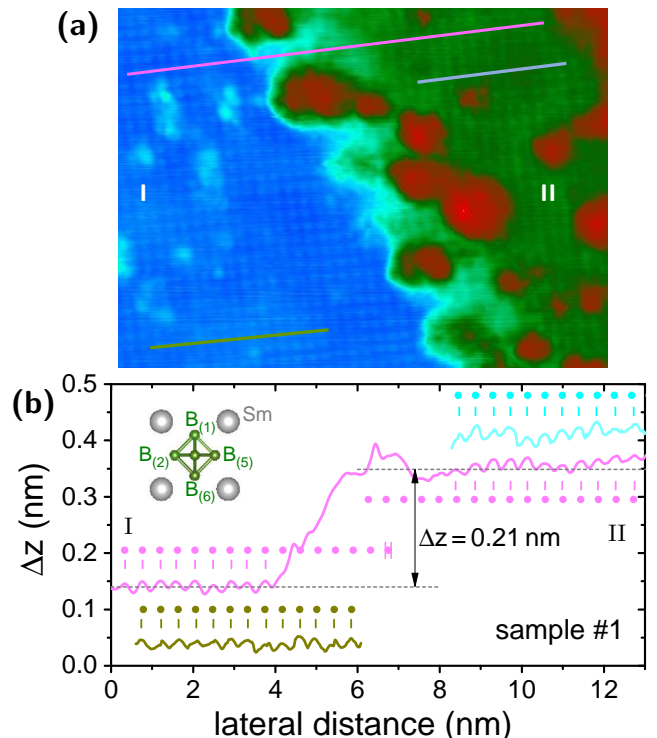 (a)
I
II
(b)
0.5
0.4
0.3
0.2
0.1
0.0
Δz (nm)
Sm
B(1)
B(2)
B(5)
B(6)
I
II
Δz = 0.21 nm
sample #1
0 2 4 6 8 10 12
lateral distance (nm)